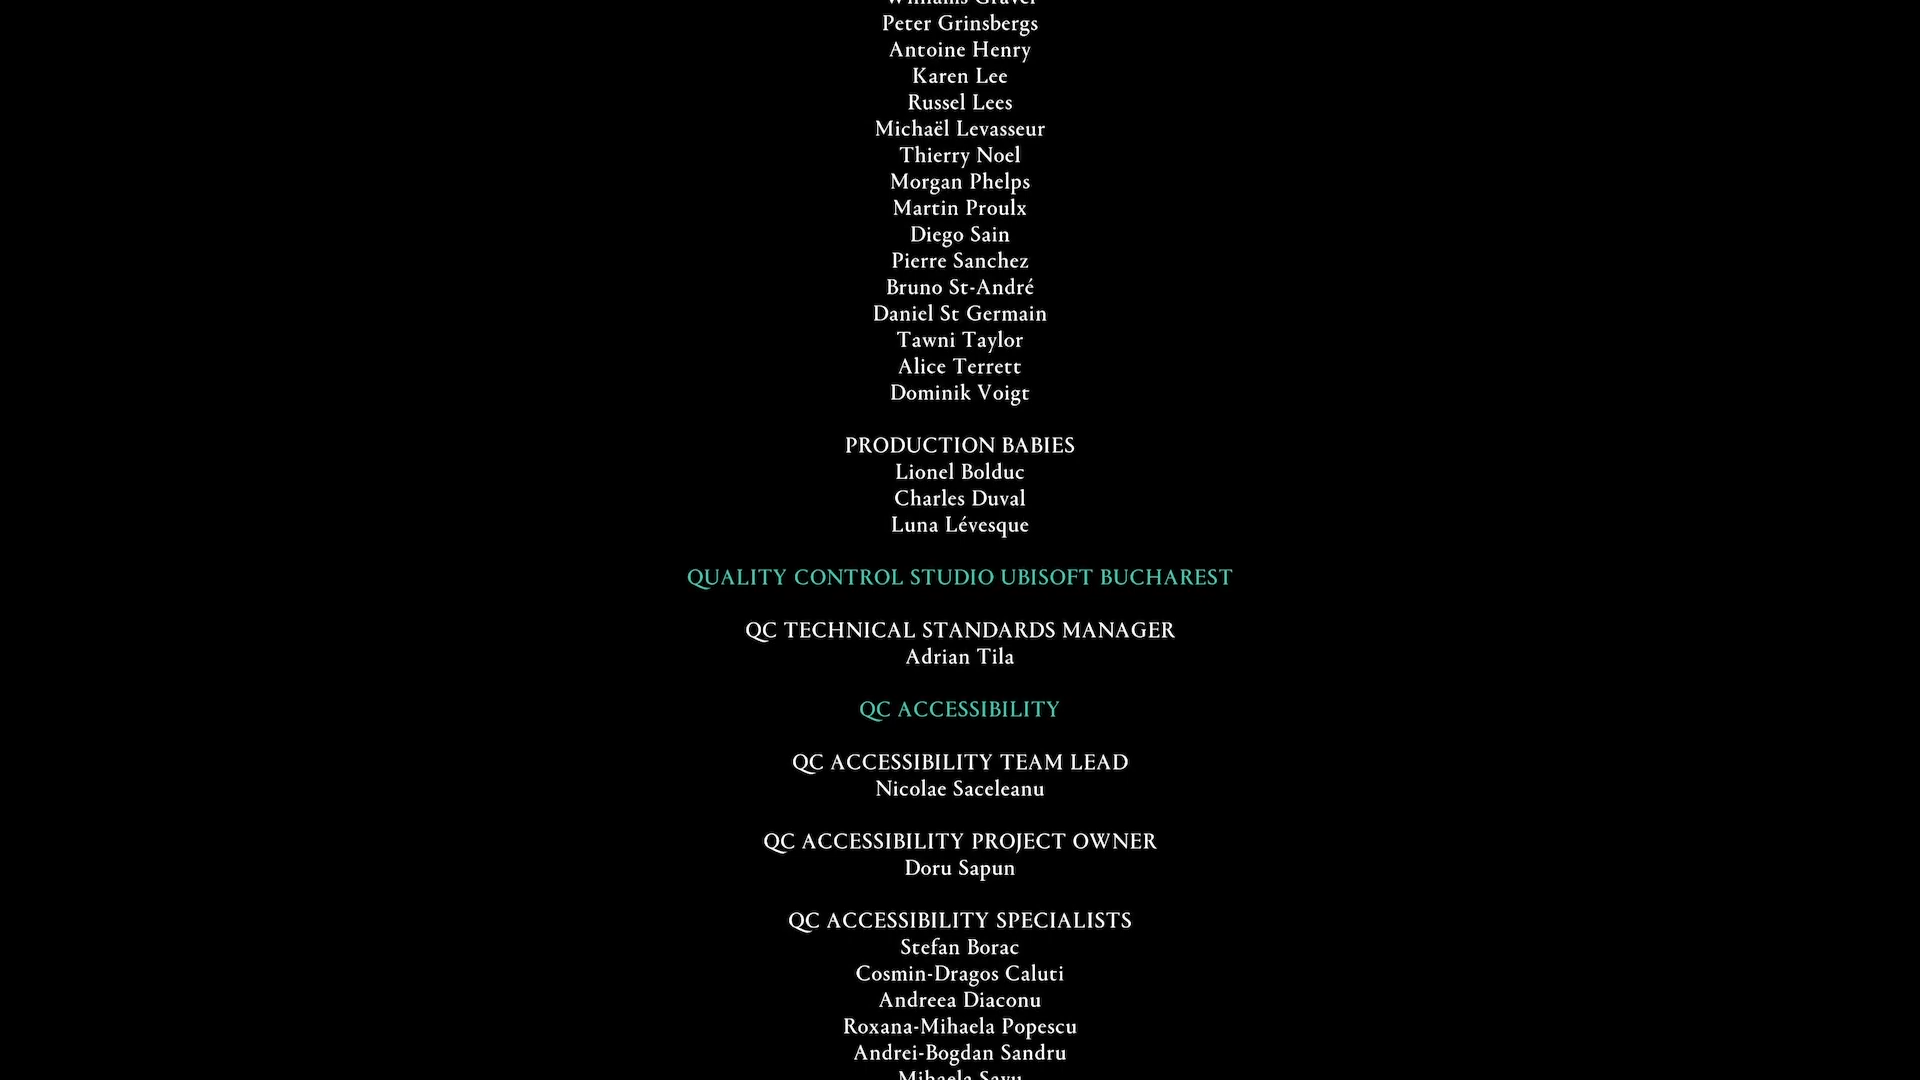 Peter Grinsbergs
Antoine Henry
Karen Lee
Russel Lees
Michaël Levasseur
Thierry Noel
Morgan Phelps
Martin Proulx
Diego Sain
Pierre Sanchez
Bruno St-André
Daniel St Germain
Tawni Taylor
Alice Terrett
Dominik Voigt
PRODUCTION BABIES
Lionel Bolduc
Charles Duval
Luna Lévesque
QUALITY CONTROL STUDIO UBISOFT BUCHAREST
QC TECHNICAL STANDARDS MANAGER
Adrian Tila
QC ACCESSIBILITY
QC ACCESSIBILITY TEAM LEAD
Nicolae Saceleanu
QC ACCESSIBILITY PROJECT OWNER
Doru Sapun
QC ACCESSIBILITY SPECIALISTS
Stefan Borac
Cosmin-Dragos Caluti
Andreea Diaconu
Roxana-Mihaela Popescu
Andrei-Bogdan Sandru
Mihaela Savu